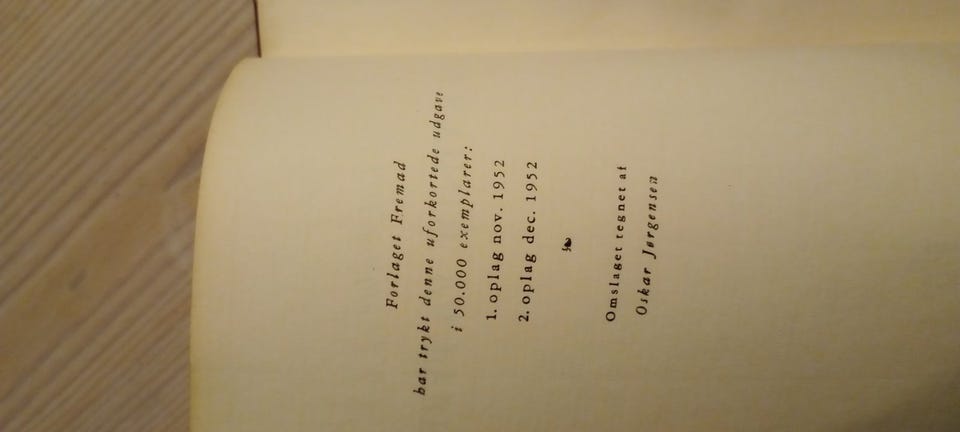 Forlaget Fremad
har trykt denne uforkortede udgave
i 50.000 exemplarer:
1. oplag nov. 1952
2. oplag dec. 1952
Omslaget tegnet af
Oskar Jørgensen